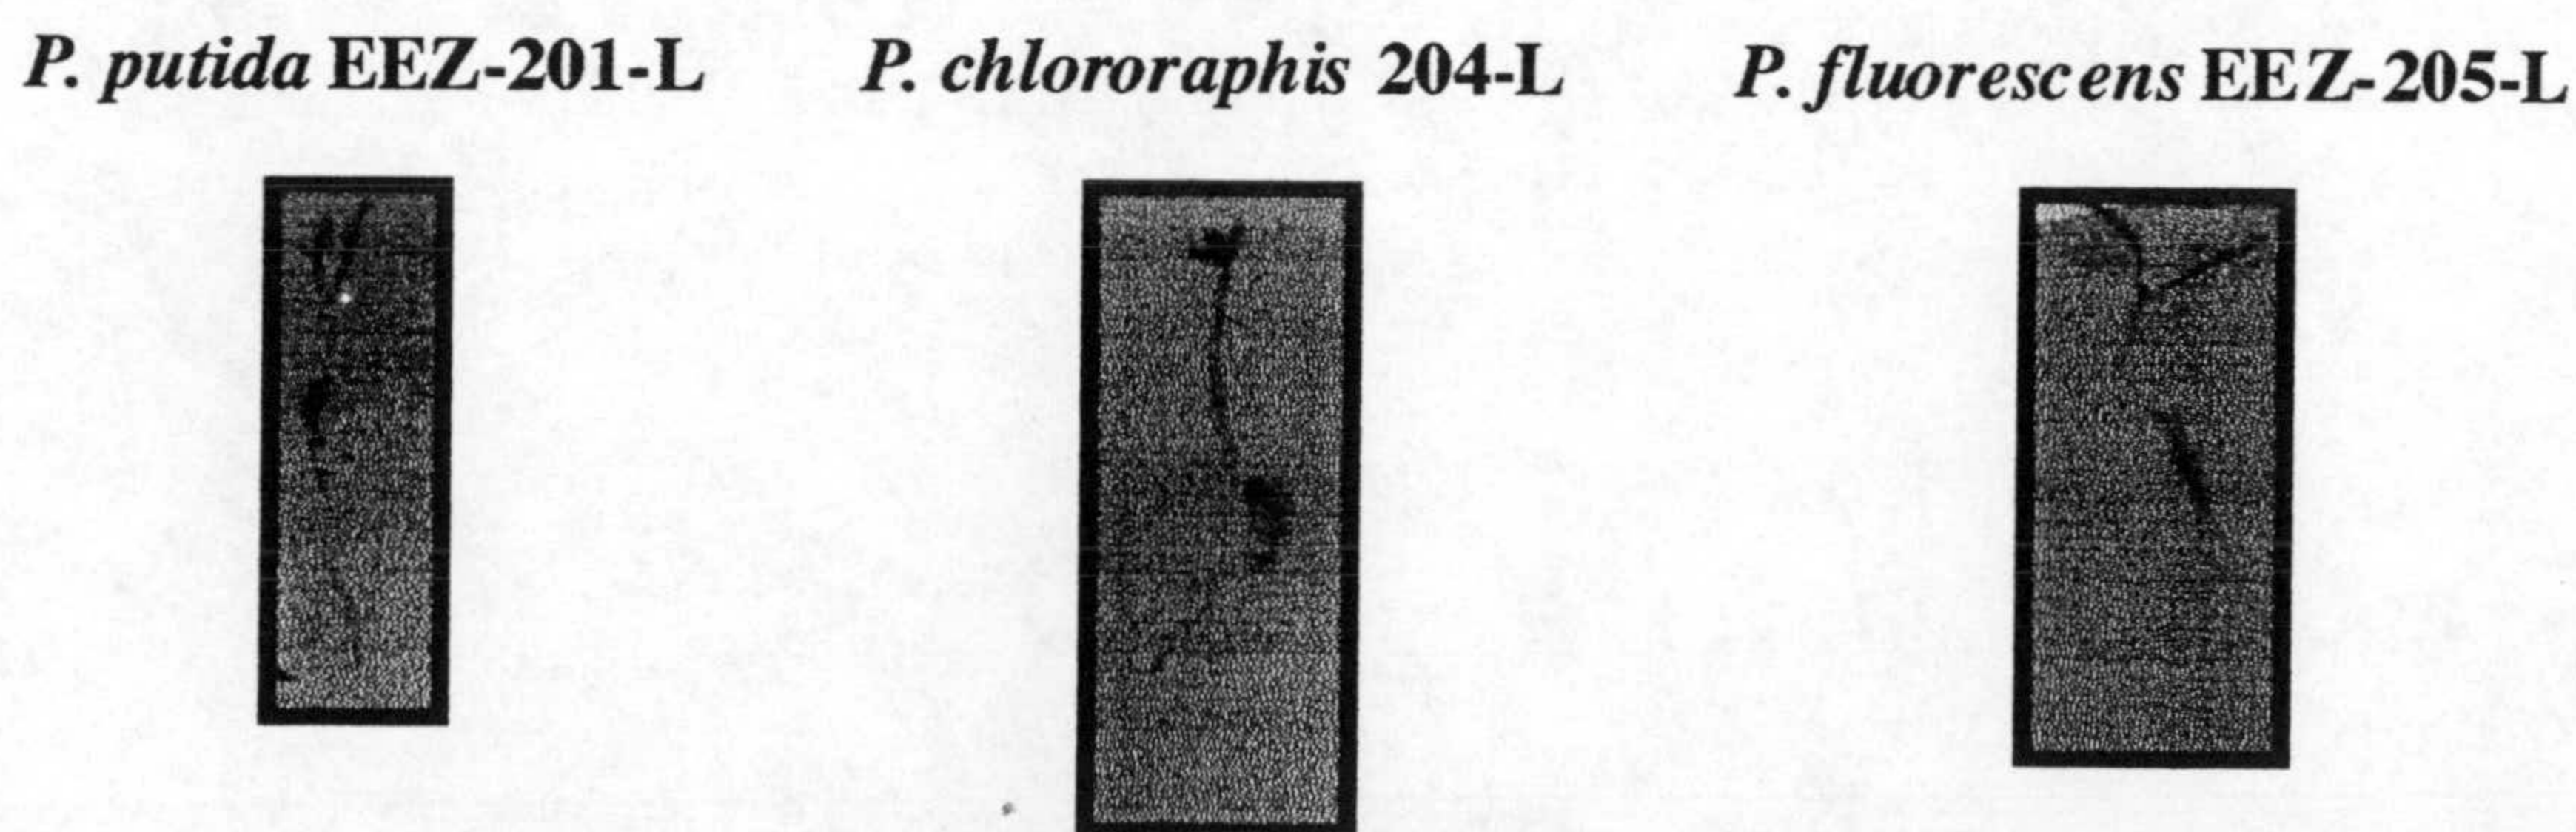 P. putida EEZ-201-L P. chlororaphis 204-L P. fluorescens EEZ-205-L